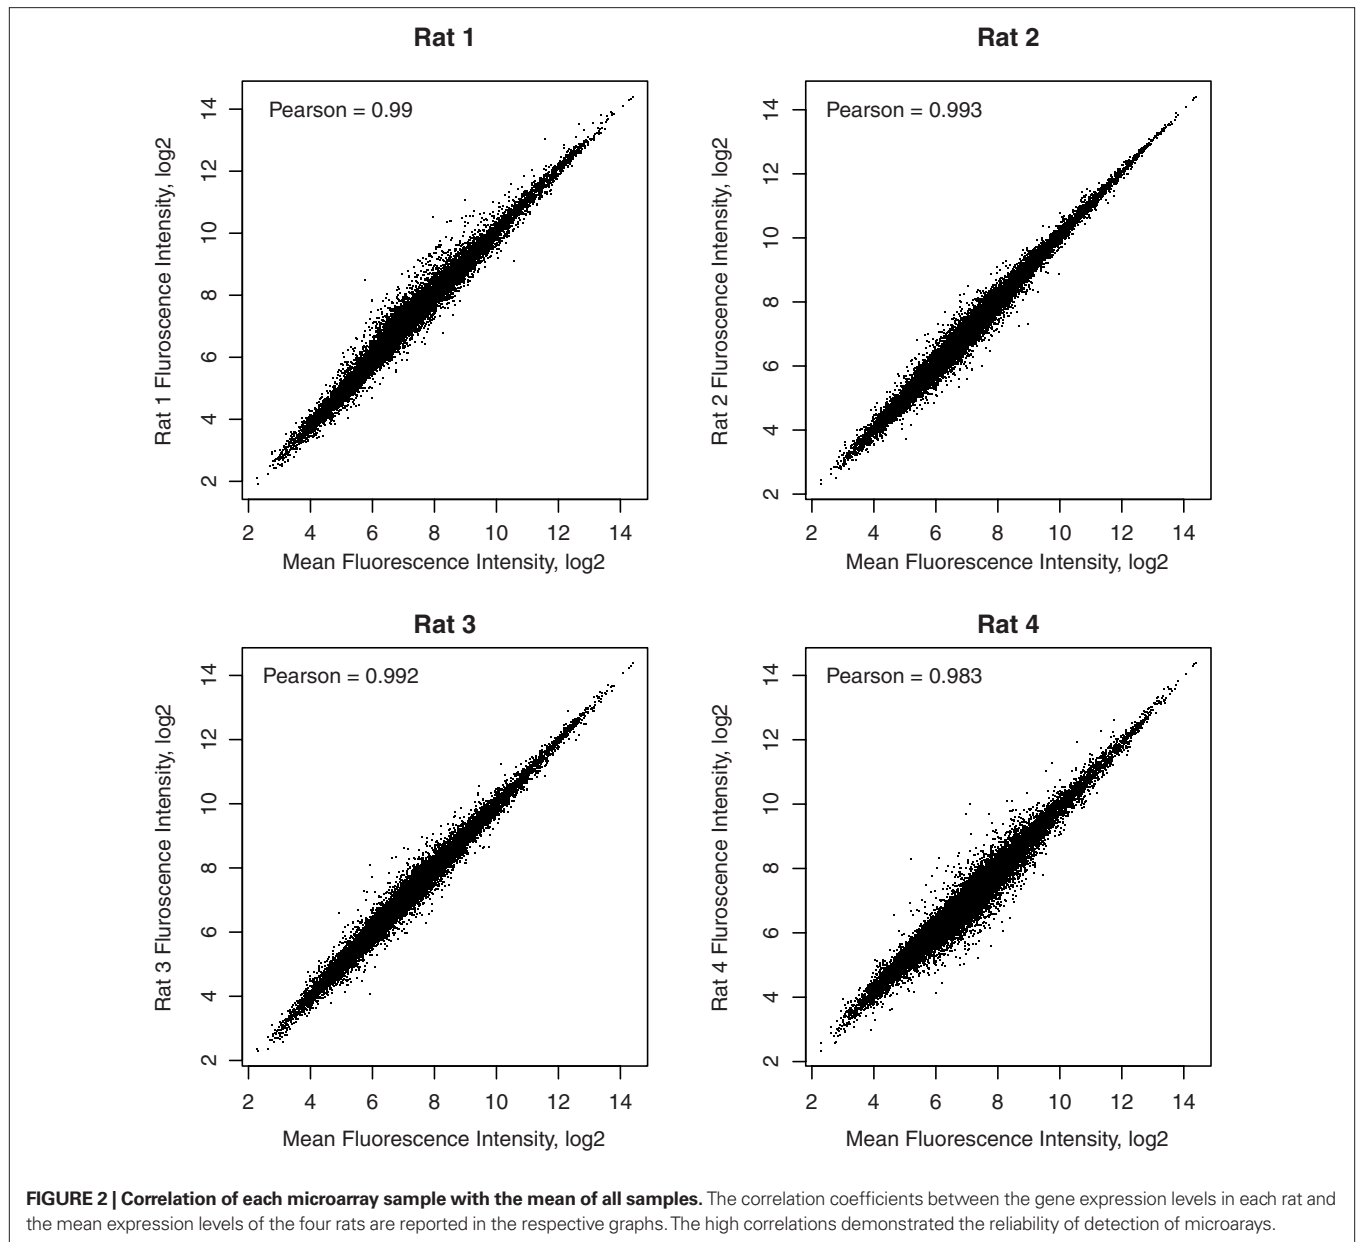 Rat 1
Pearson = 0.99
Rat 1 Fluroscence Intensity, log2
14
12
10
8
6
4
2
2 4 6 8 10 12 14
Mean Fluorescence Intensity, log2
Rat 2
Pearson = 0.993
Rat 2 Fluroscence Intensity, log2
14
12
10
8
6
4
2
2 4 6 8 10 12 14
Mean Fluorescence Intensity, log2
Rat 3
Pearson = 0.992
Rat 3 Fluroscence Intensity, log2
14
12
10
8
6
4
2
2 4 6 8 10 12 14
Mean Fluorescence Intensity, log2
Rat 4
Pearson = 0.983
Rat 4 Fluroscence Intensity, log2
14
12
10
8
6
4
2
2 4 6 8 10 12 14
Mean Fluorescence Intensity, log2
FIGURE 2 | Correlation of each microarray sample with the mean of all samples. The correlation coefficients between the gene expression levels in each rat and
the mean expression levels of the four rats are reported in the respective graphs. The high correlations demonstrated the reliability of detection of microarays.